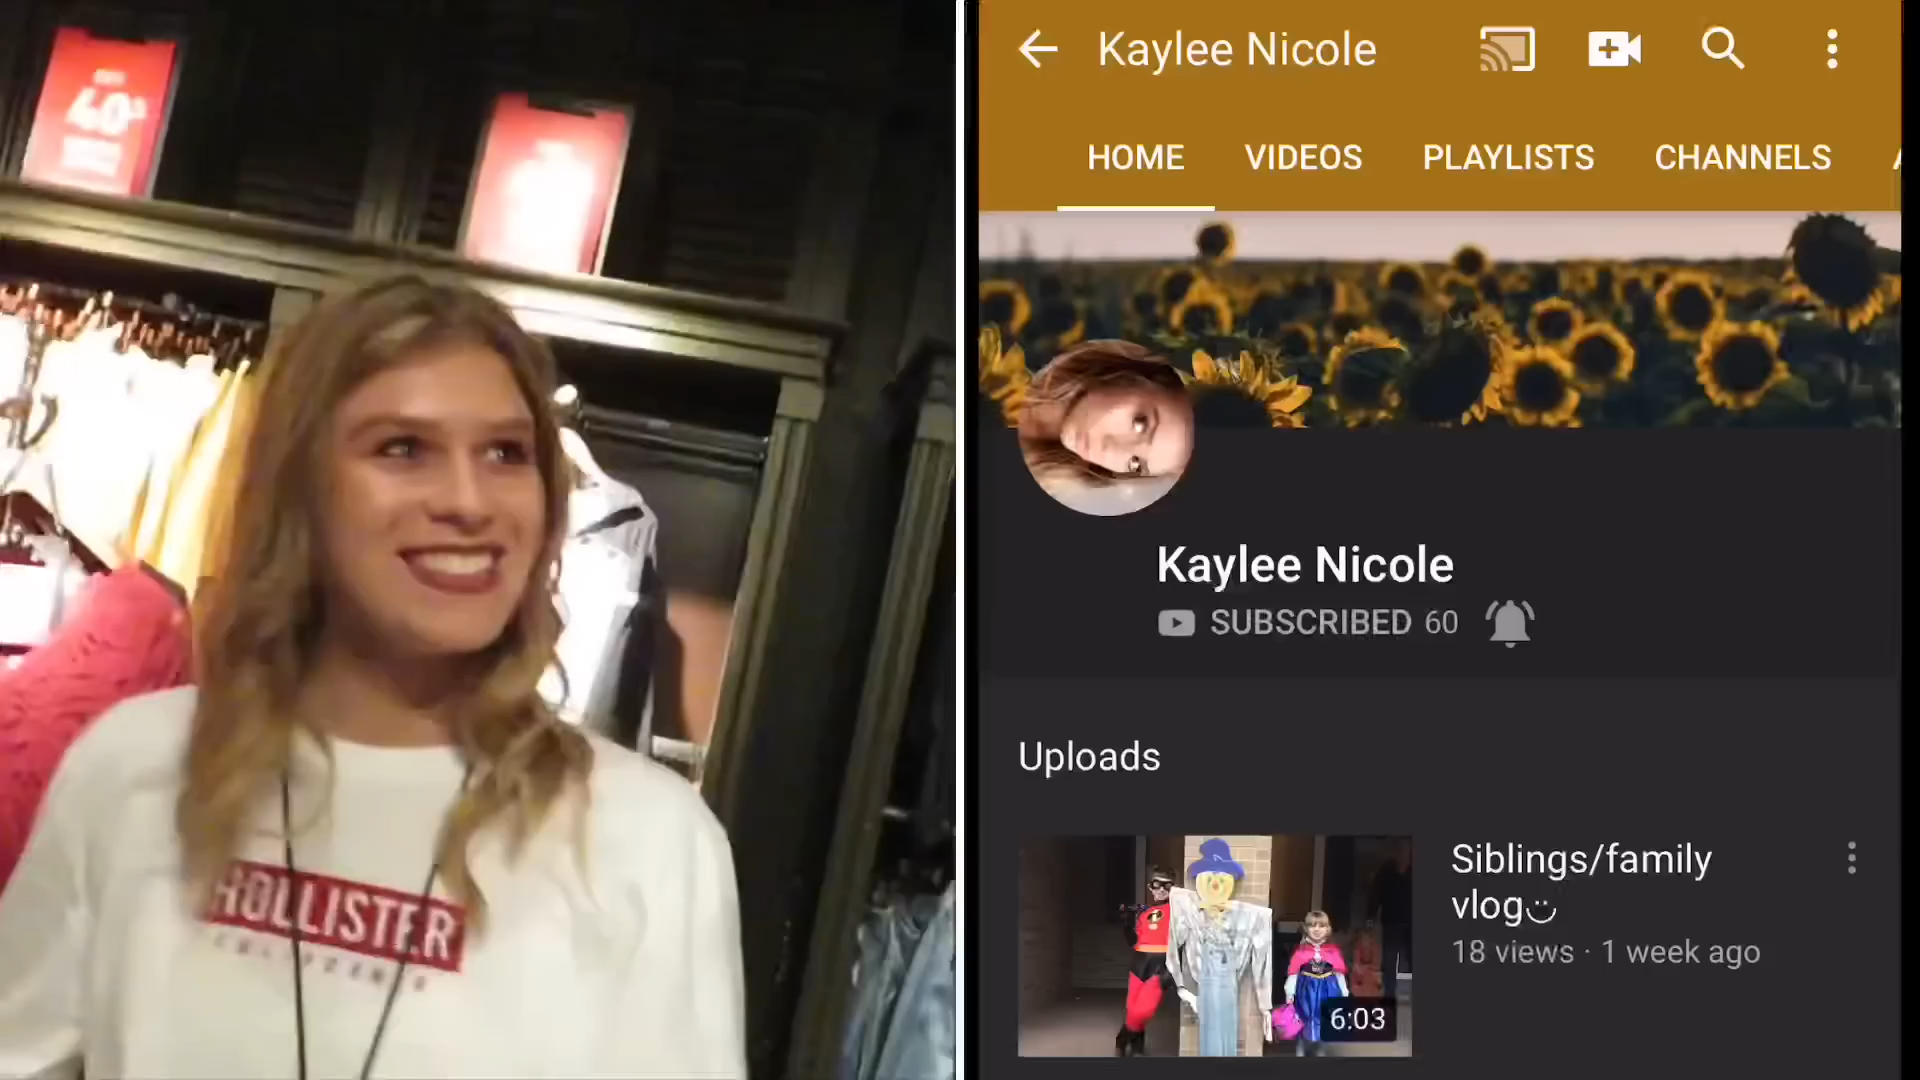 40%
HOLLISTER
CALIFORNIA
Kaylee Nicole
HOME VIDEOS PLAYLISTS CHANNELS
Kaylee Nicole
SUBSCRIBED 60
Uploads
Siblings/family
vlog
18 views · 1 week ago
6:03